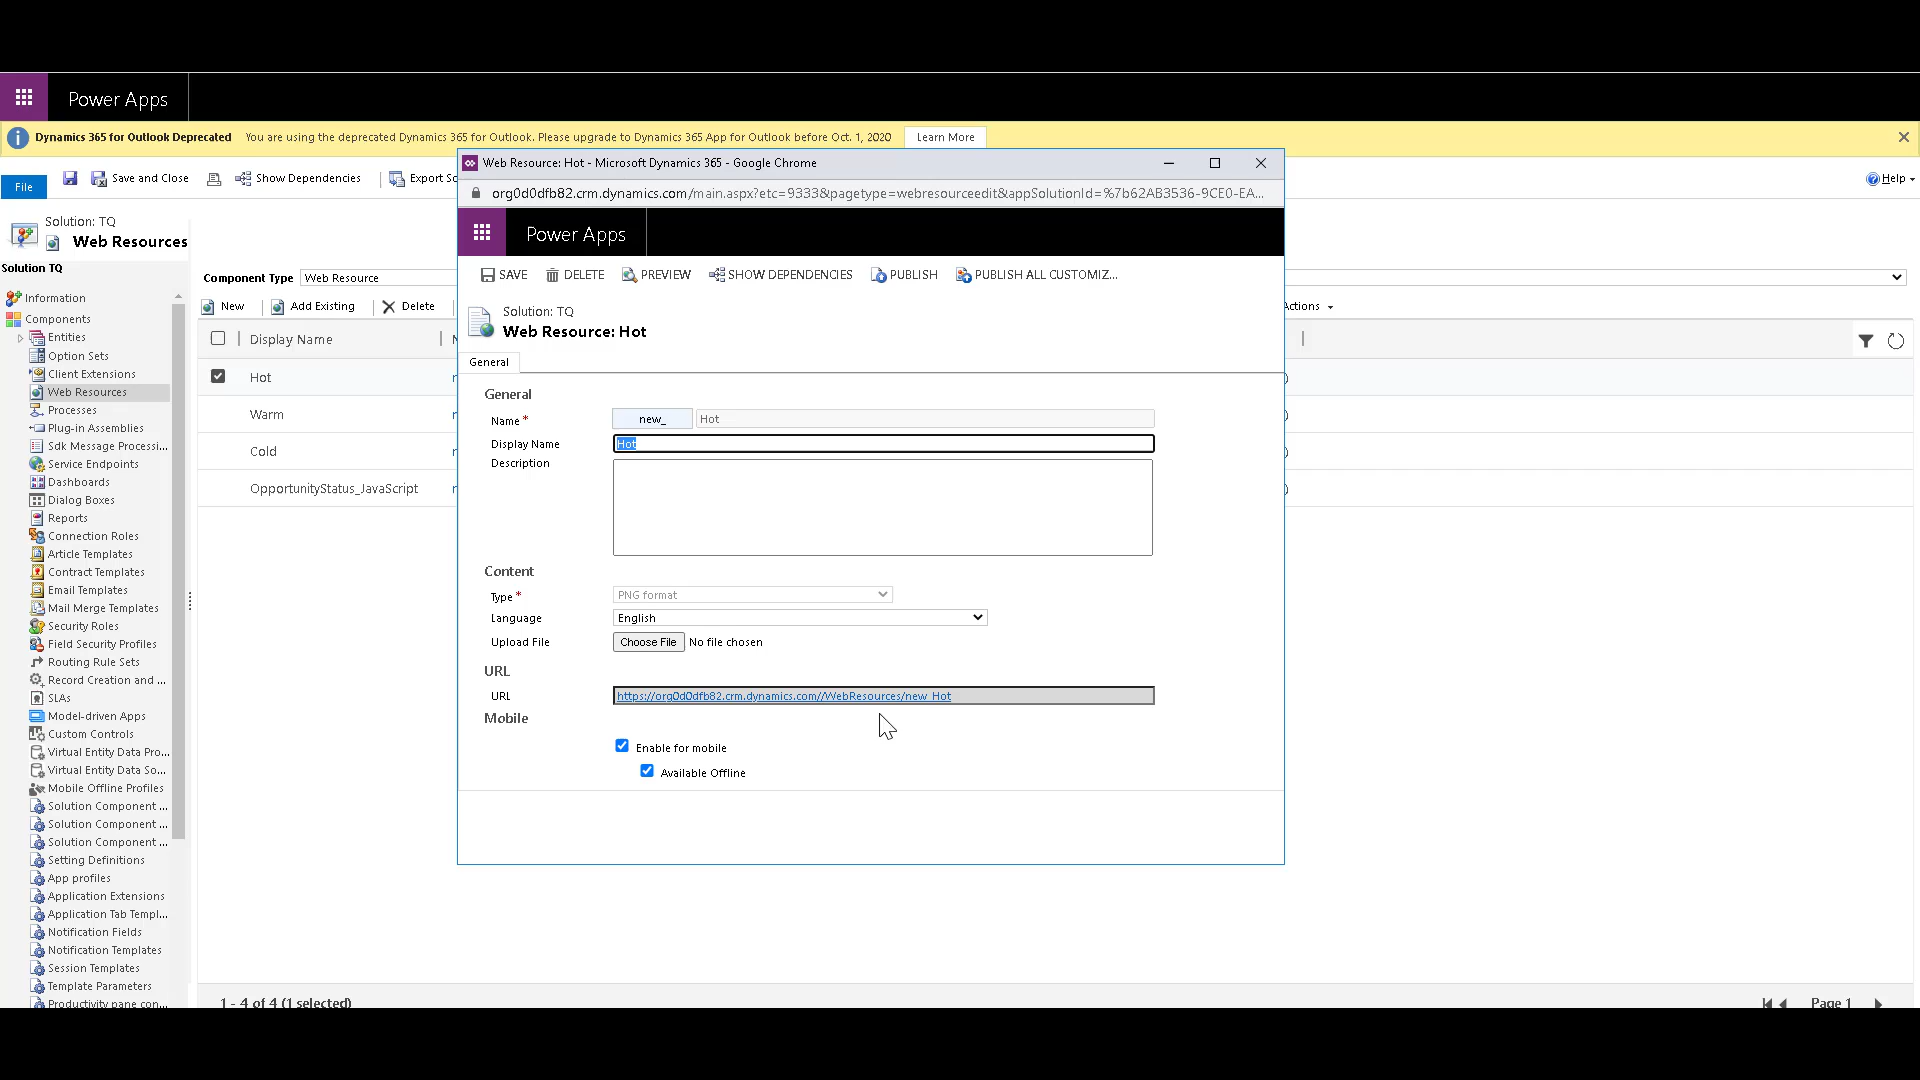 Power Apps
Dynamics 365 for Outlook Deprecated You are using the deprecated Dynamics 365 for Outlook. Please upgrade to Dynamics 365 App for Outlook before Oct. 1, 2020 Learn More
File Save and Close Show Dependencies Export So
Help
Solution: TQ
Web Resources
Solution TQ
Information
Components
Entities
Option Sets
Client Extensions
Web Resources
Processes
Plug-in Assemblies
Sdk Message Processi...
Service Endpoints
Dashboards
Dialog Boxes
Reports
Connection Roles
Article Templates
Contract Templates
Email Templates
Mail Merge Templates
Security Roles
Field Security Profiles
Routing Rule Sets
Record Creation and ...
SLAs
Model-driven Apps
Custom Controls
Virtual Entity Data Pro...
Virtual Entity Data So...
Mobile Offline Profiles
Solution Component ...
Solution Component ...
Solution Component ...
Setting Definitions
App profiles
Application Extensions
Application Tab Templ...
Notification Fields
Notification Templates
Session Templates
Template Parameters
Productivity pane con...
Component Type Web Resource
New Add Existing Delete
Actions
Display Name
Hot
Warm
Cold
OpportunityStatus_JavaScript
1 - 4 of 4 (1 selected)
Page 1
Web Resource: Hot - Microsoft Dynamics 365 - Google Chrome
org0d0dfb82.crm.dynamics.com/main.aspx?etc=9333&pagetype=webresourceedit&appSolutionId=%7b62AB3536-9CE0-EA...
Power Apps
SAVE DELETE PREVIEW SHOW DEPENDENCIES PUBLISH PUBLISH ALL CUSTOMIZ...
Solution: TQ
Web Resource: Hot
General
General
Name * new_ Hot
Display Name Hot
Description
Content
Type * PNG format
Language English
Upload File Choose File No file chosen
URL
URL https://org0d0dfb82.crm.dynamics.com//WebResources/new_Hot
Mobile
Enable for mobile
Available Offline